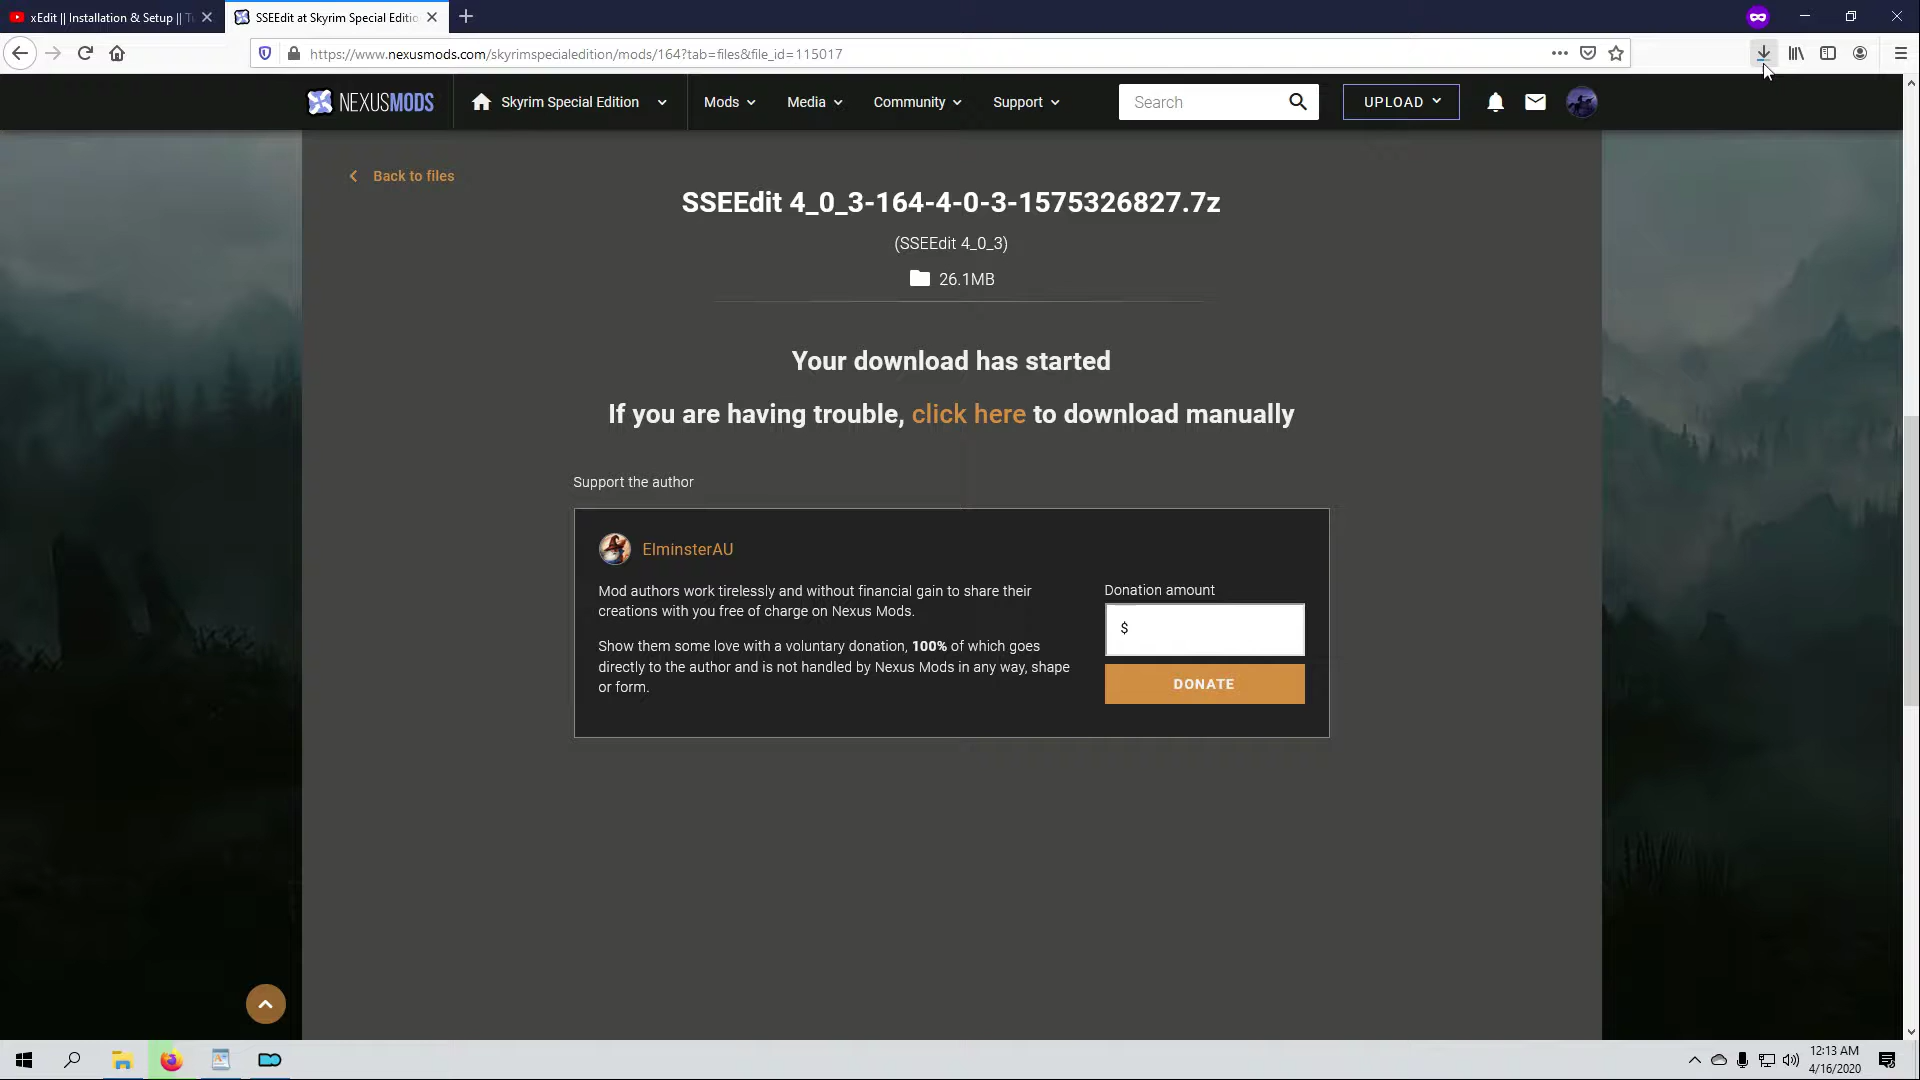 xEdit || Installation & Setup || Tu
SSEEdit at Skyrim Special Editio
https://www.nexusmods.com/skyrimspecialedition/mods/164?tab=files&file_id=115017
NEXUSMODS
Skyrim Special Edition
Mods
Media
Community
Support
Search
UPLOAD
Back to files
SSEEdit 4_0_3-164-4-0-3-1575326827.7z
(SSEEdit 4_0_3)
26.1MB
Your download has started
If you are having trouble, click here to download manually
Support the author
ElminsterAU
Mod authors work tirelessly and without financial gain to share their
creations with you free of charge on Nexus Mods.
Show them some love with a voluntary donation, 100% of which goes
directly to the author and is not handled by Nexus Mods in any way, shape
or form.
Donation amount
$
DONATE
12:13 AM
4/16/2020